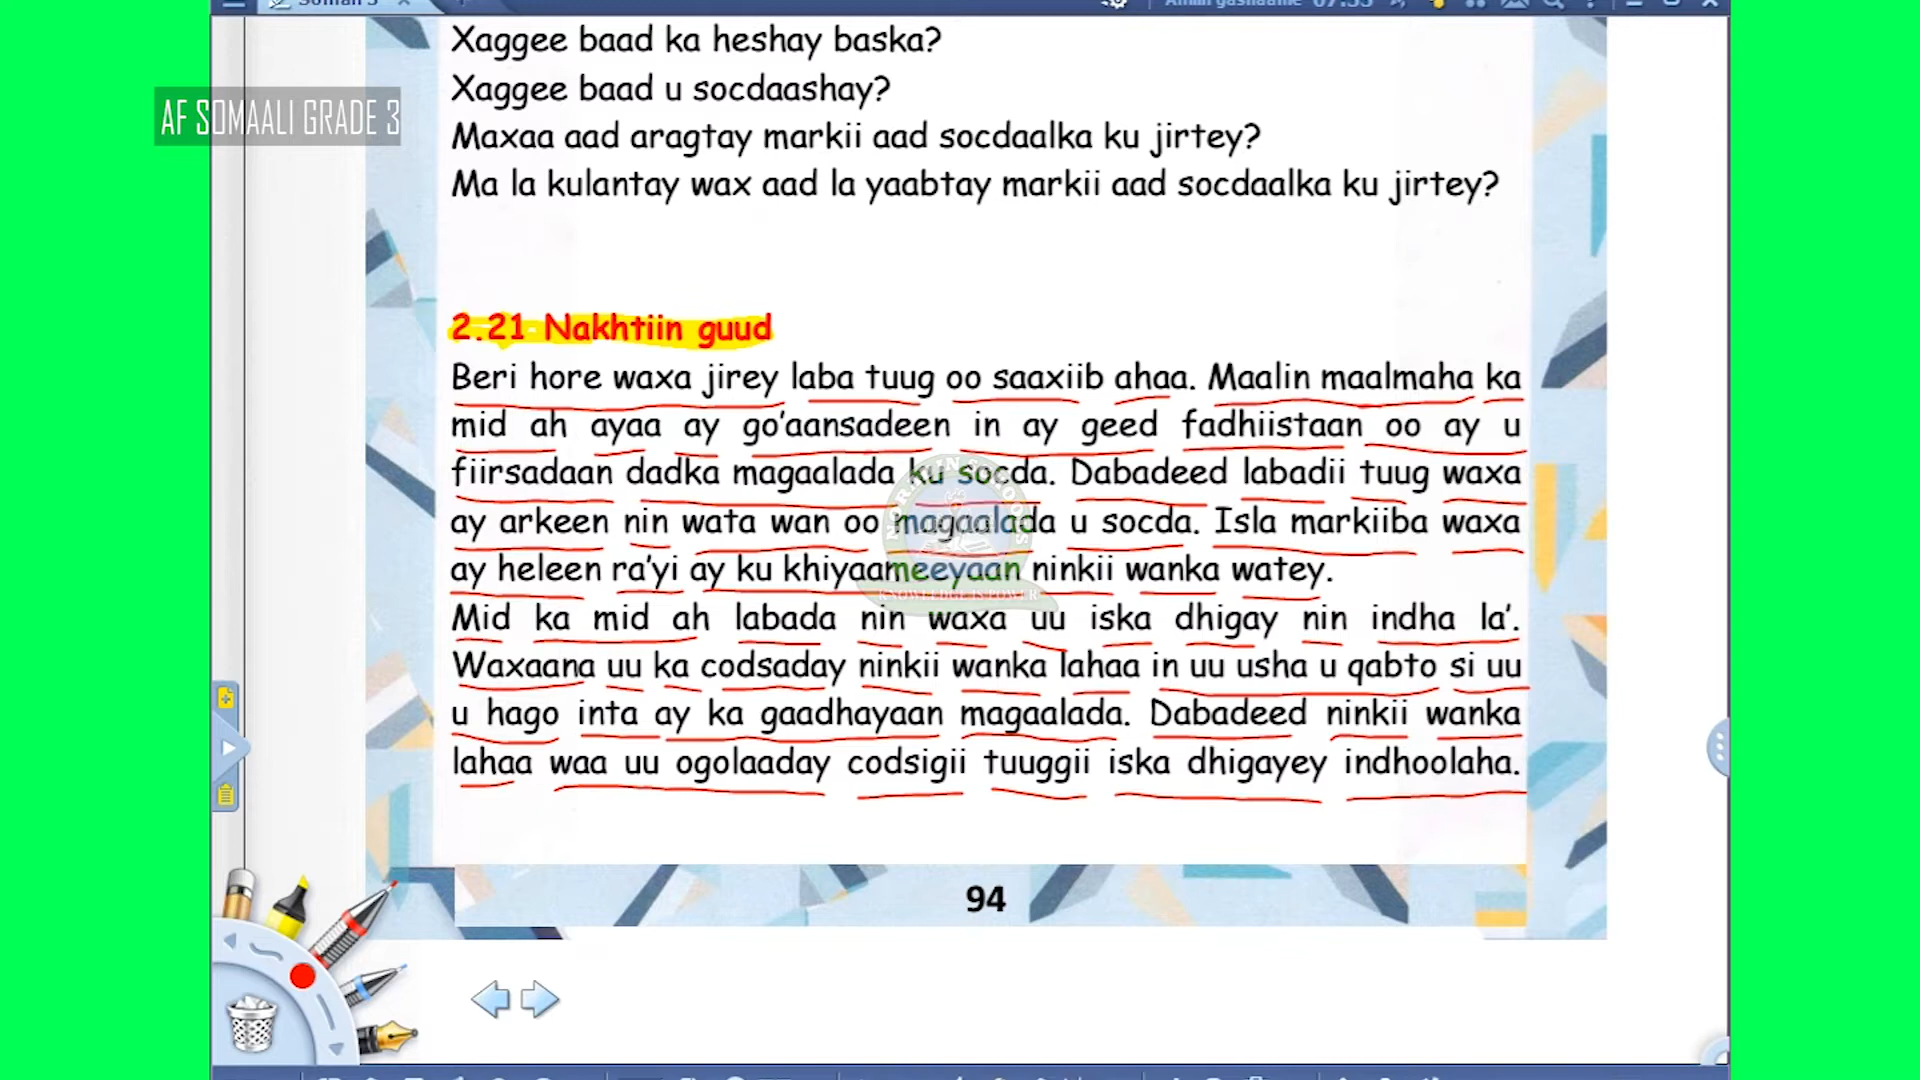 Somali 3
07:55
Xaggee baad ka heshay baska?
Xaggee baad u socdaashay?
AF SOMAALI GRADE 3
Maxaa aad aragtay markii aad socdaalka ku jirtey?
Ma la kulantay wax aad la yaabtay markii aad socdaalka ku jirtey?
2.21 Nakhtiin guud
Beri hore waxa jirey laba tuug oo saaxiib ahaa. Maalin maalmaha ka
mid ah ayaa ay go'aansadeen in ay geed fadhiistaan oo ay u
fiirsadaan dadka magaalada ku socda. Dabadeed labadii tuug waxa
ay arkeen nin wata wan oo magaalada u socda. Isla markiiba waxa
ay heleen ra'yi ay ku khiyaameeyaan ninkii wanka watey.
KNOWLEDGE IS POWER
Mid ka mid ah labada nin waxa uu iska dhigay nin indha la'.
Waxaana uu ka codsaday ninkii wanka lahaa in uu usha u qabto si uu
u hago inta ay ka gaadhayaan magaalada. Dabadeed ninkii wanka
lahaa waa uu ogolaaday codsigii tuuggii iska dhigayey indhoolaha.
94